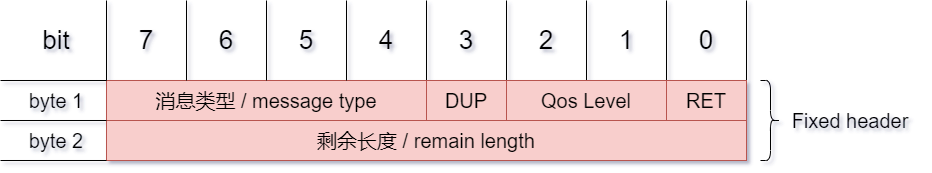 bit 7 6 5 4 3 2 1 0
byte 1 消息类型 / message type DUP Qos Level RET
byte 2 剩余长度 / remain length
Fixed header